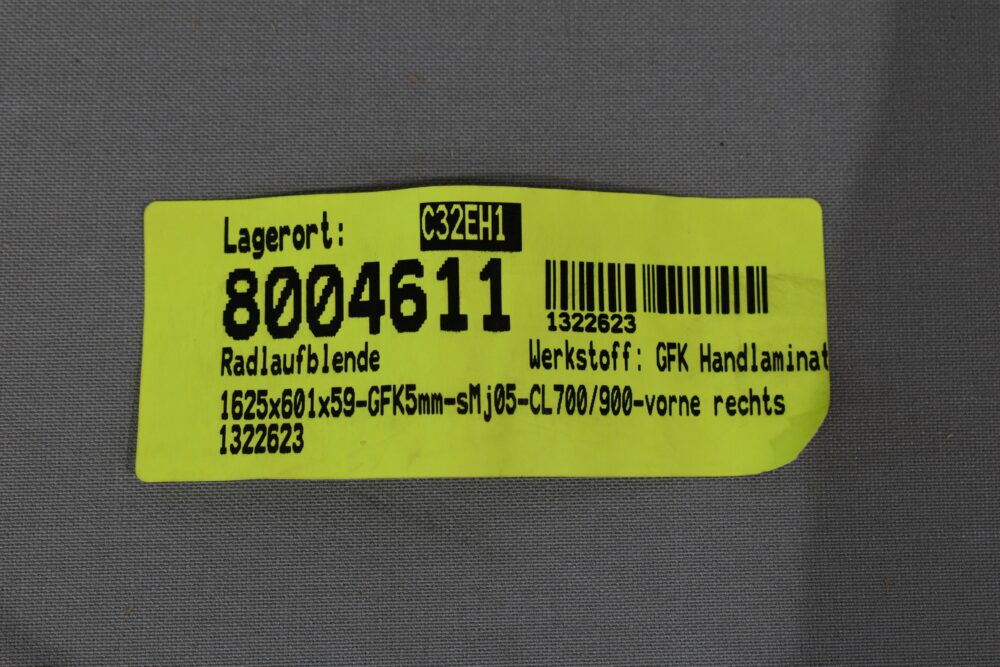 Lagerort: C32EH1
8004611
1322623
Radlaufblende Werkstoff: GFK Handlaminat
1625x601x59-GFK5mm-sMj05-CL700/900-vorne rechts
1322623